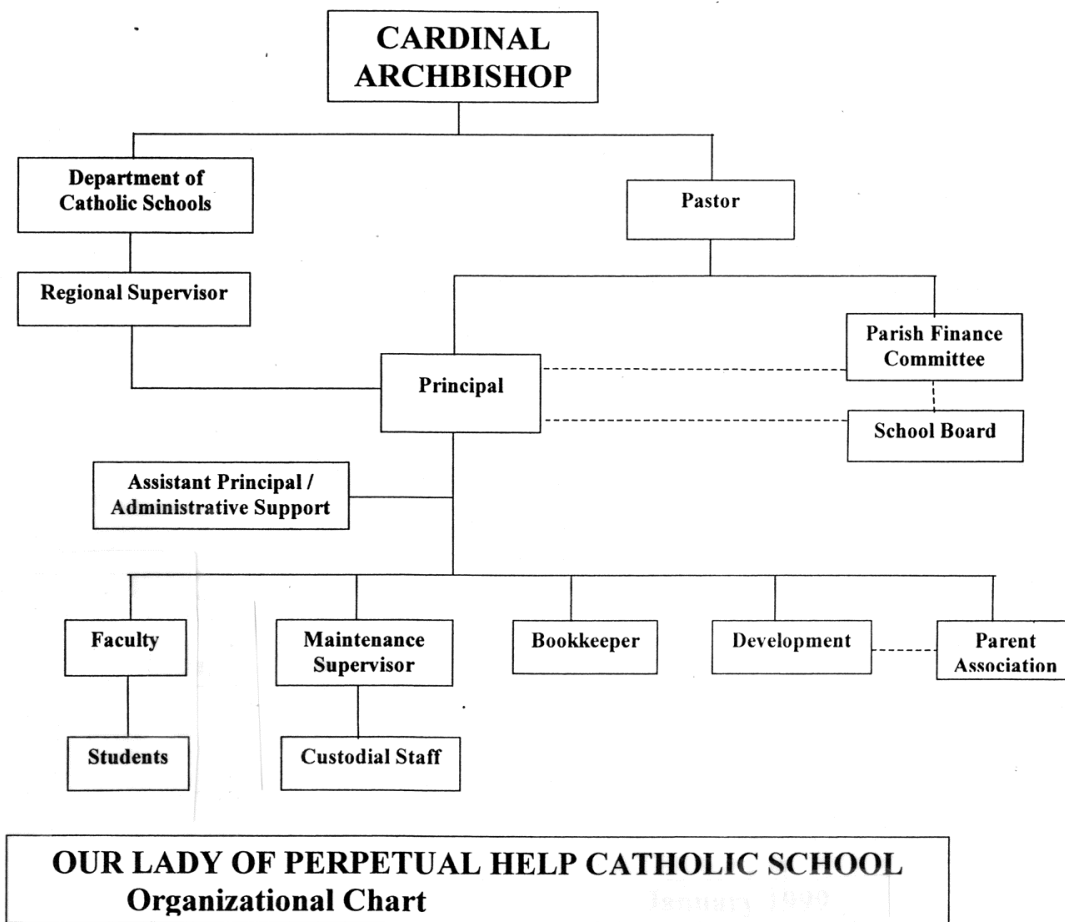 CARDINAL
ARCHBISHOP
Department of
Catholic Schools
Pastor
Regional Supervisor
Parish Finance
Committee
Principal
School Board
Assistant Principal /
Administrative Support
Faculty
Maintenance
Supervisor
Bookkeeper
Development
Parent
Association
Students
Custodial Staff
OUR LADY OF PERPETUAL HELP CATHOLIC SCHOOL
Organizational Chart